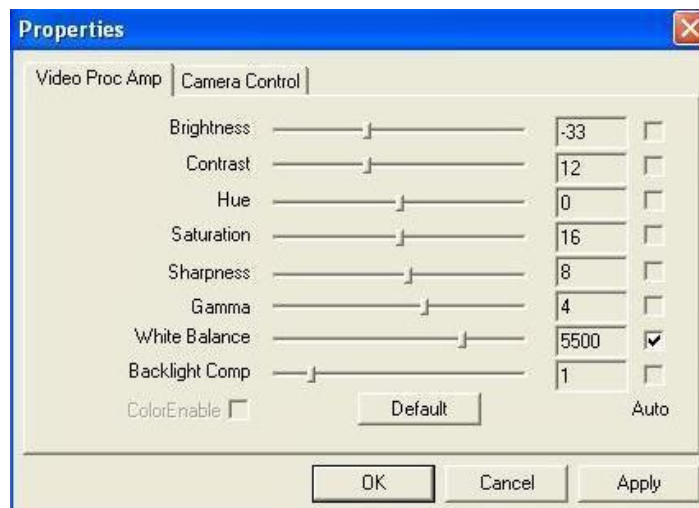 Properties
Video Proc Amp Camera Control
Brightness -33
Contrast 12
Hue 0
Saturation 16
Sharpness 8
Gamma 4
White Balance 5500
Backlight Comp 1
ColorEnable Default Auto
OK Cancel Apply